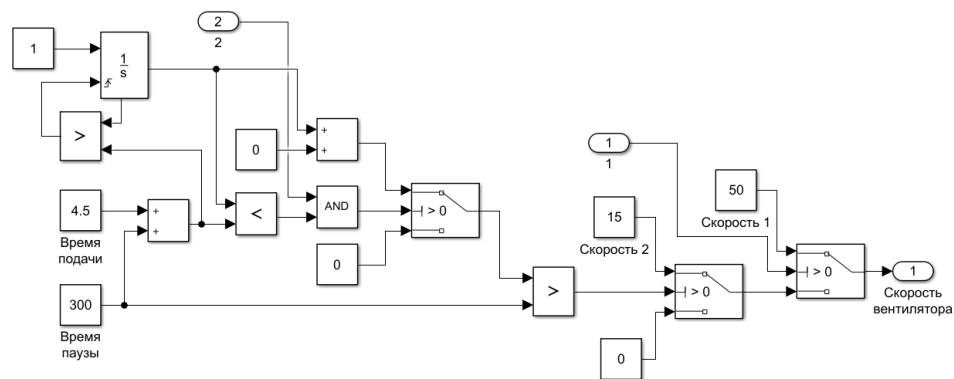 2
2
1
1
s
>
+
+
0
1
1
50
Скорость 1
4.5
Время
подачи
+
+
<
AND
> 0
15
Скорость 2
> 0
1
Скорость
вентилятора
0
> 0
300
Время
паузы
>
0